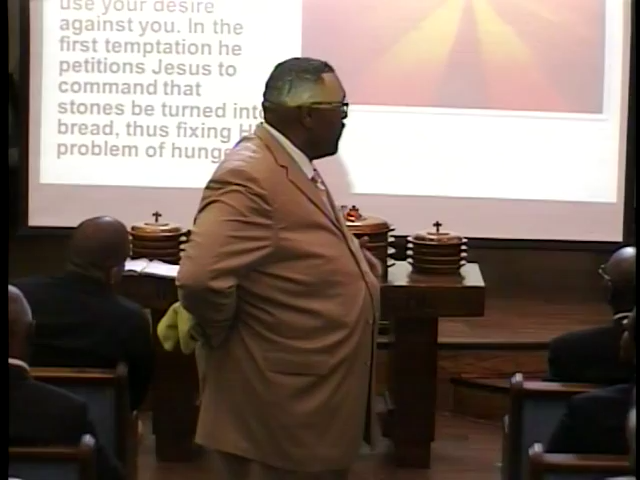 use your desire
against you. In the
first temptation he
petitions Jesus to
command that
stones be turned into
bread, thus fixing H
problem of hunge